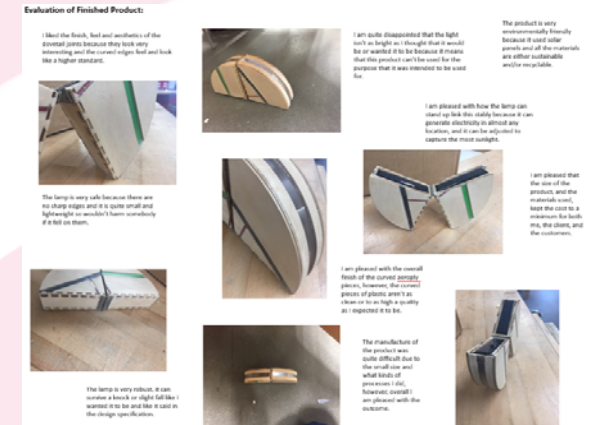 Evaluation of Finished Product:
I liked the finish, feel and aesthetics of the
dovetail joints because they look very
interesting and the curved edges feel and look
like a higher standard.
I am quite disappointed that the light
isn't as bright as I thought that it would
be or wanted it to be because it means
that this product can't be used for the
purpose that it was intended to be used
for.
The product is very
environmentally friendly
because it used solar
panels and all the materials
are either sustainable
and/or recyclable.
I am pleased with how the lamp can
stand up link this stably because it can
generate electricity in almost any
location, and it can be adjusted to
capture the most sunlight.
The lamp is very safe because there are
no sharp edges and it is quite small and
lightweight so wouldn't harm somebody
if it fell on them.
I am pleased that
the size of the
product, and the
materials used,
kept the cost to a
minimum for both
me, the client, and
the customers.
I am pleased with the overall
finish of the curved aeroply
pieces, however, the curved
pieces of plastic aren't as
clean or to as high a quality
as I expected it to be.
The manufacture of
the product was
quite difficult due to
the small size and
what kinds of
processes I did,
however, overall I
am pleased with the
outcome.
The lamp is very robust, it can
survive a knock or slight fall like I
wanted it to be and like it said in
the design specification.